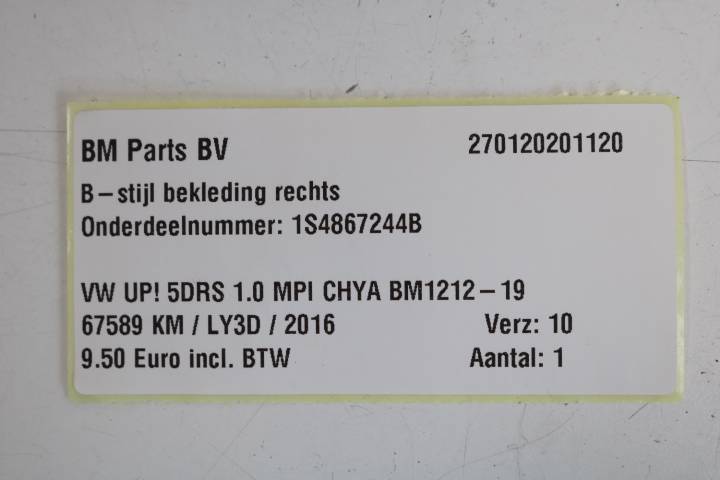 BM Parts BV 270120201120
B-stijl bekleding rechts
Onderdeelnummer: 1S4867244B
VW UP! 5DRS 1.0 MPI CHYA BM1212-19
67589 KM / LY3D / 2016 Verz: 10
9.50 Euro incl. BTW Aantal: 1